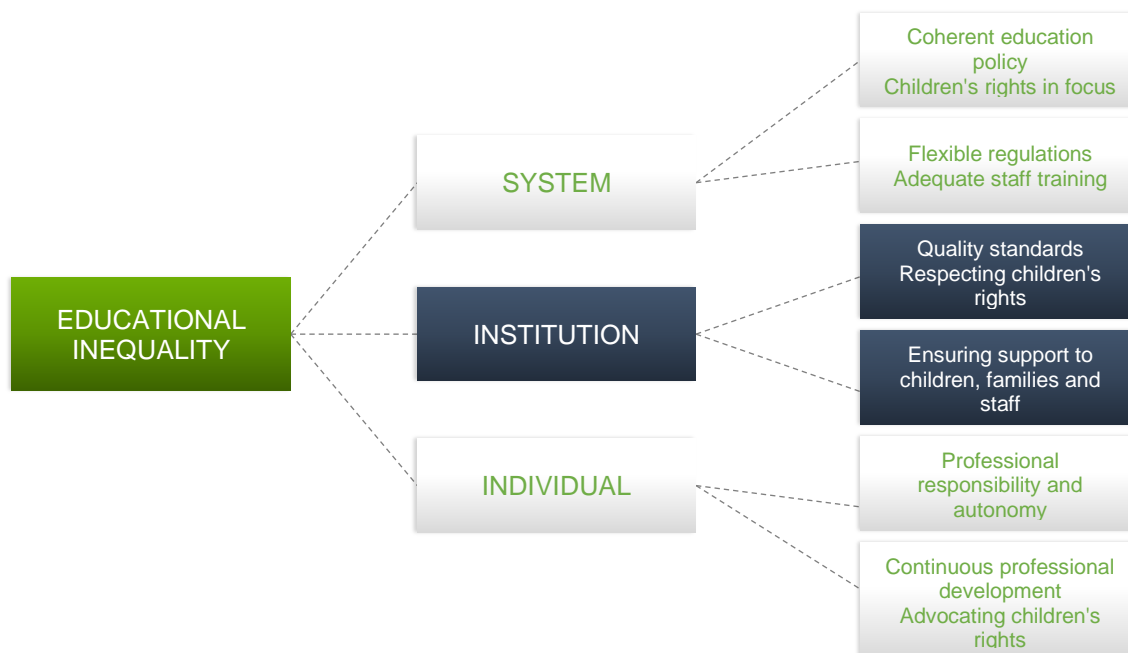 Coherent education
policy
Children's rights in focus
SYSTEM
Flexible regulations
Adequate staff training
EDUCATIONAL
INEQUALITY
INSTITUTION
Quality standards
Respecting children's
rights
Ensuring support to
children, families and
staff
INDIVIDUAL
Professional
responsibility and
autonomy
Continuous professional
development
Advocating children's
rights